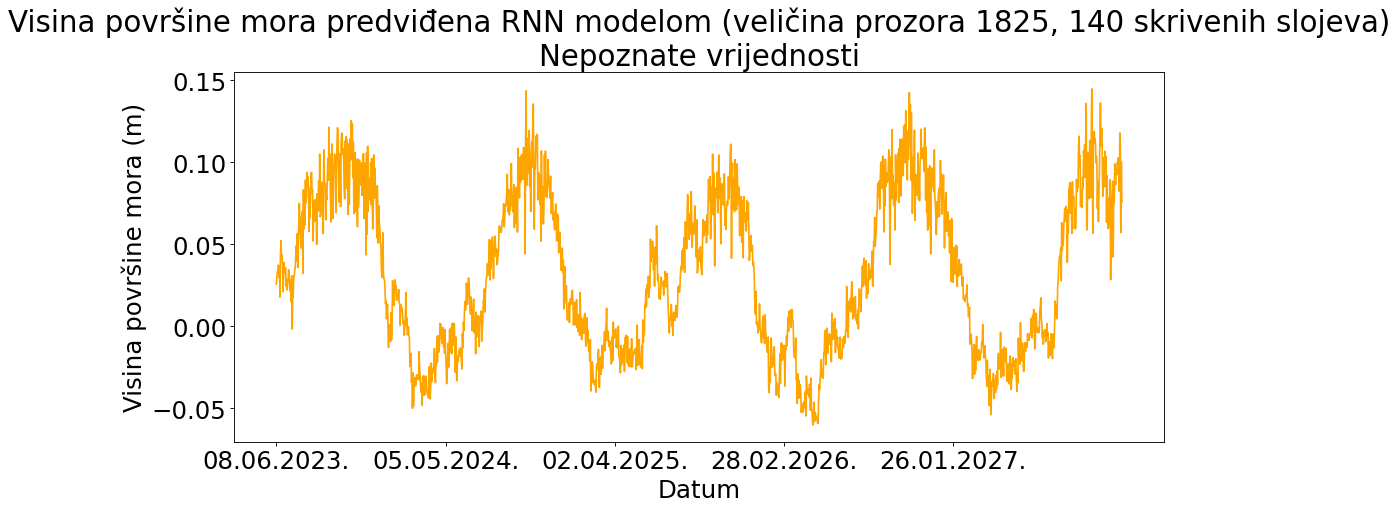 Visina površine mora predviđena RNN modelom (veličina prozora 1825, 140 skrivenih slojeva)
Nepoznate vrijednosti
Visina površine mora (m)
0.15
0.10
0.05
0.00
−0.05
08.06.2023. 05.05.2024. 02.04.2025. 28.02.2026. 26.01.2027.
Datum